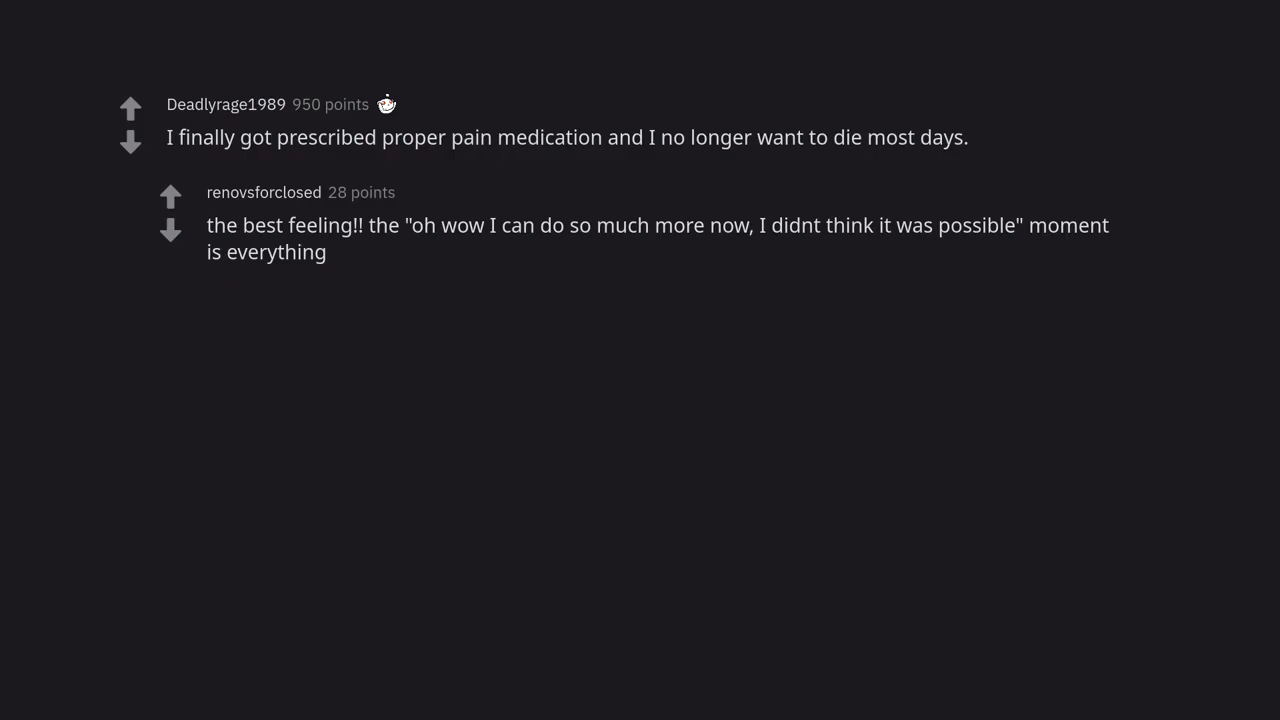 Deadlyrage1989 950 points
I finally got prescribed proper pain medication and I no longer want to die most days.
renovsforclosed 28 points
the best feeling!! the "oh wow I can do so much more now, I didnt think it was possible" moment
is everything